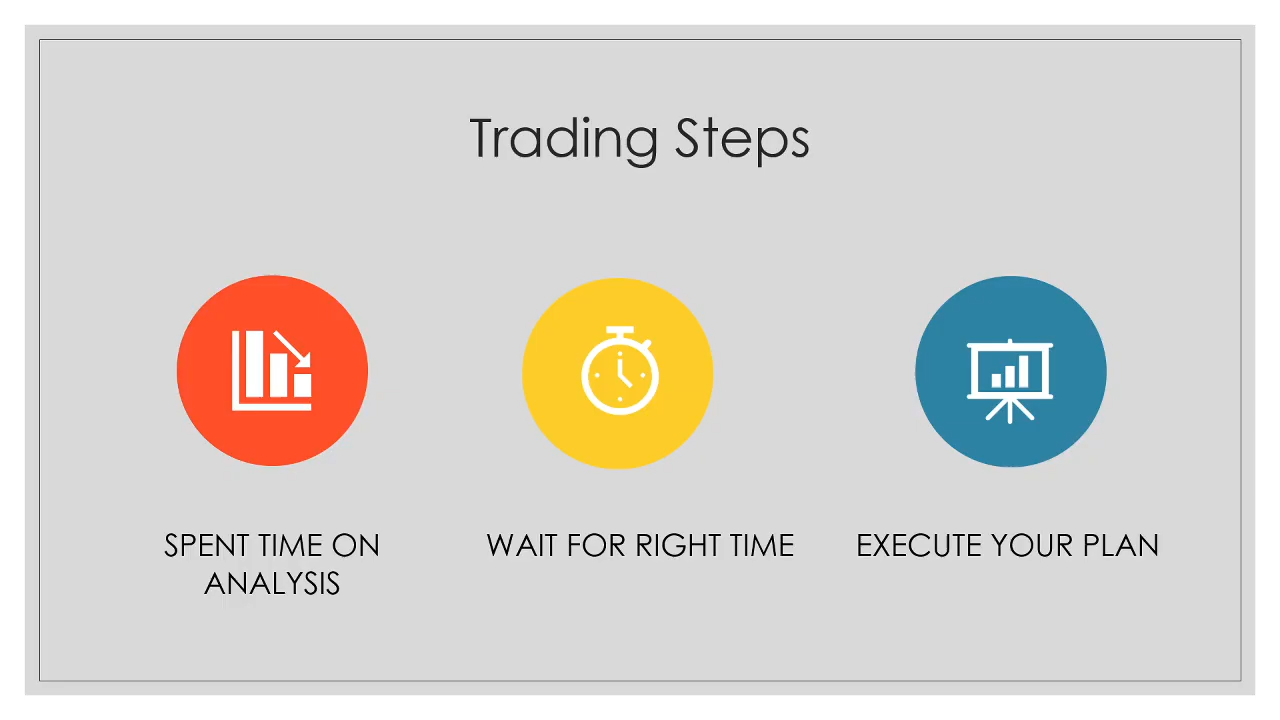 Trading Steps
SPENT TIME ON
ANALYSIS
WAIT FOR RIGHT TIME
EXECUTE YOUR PLAN